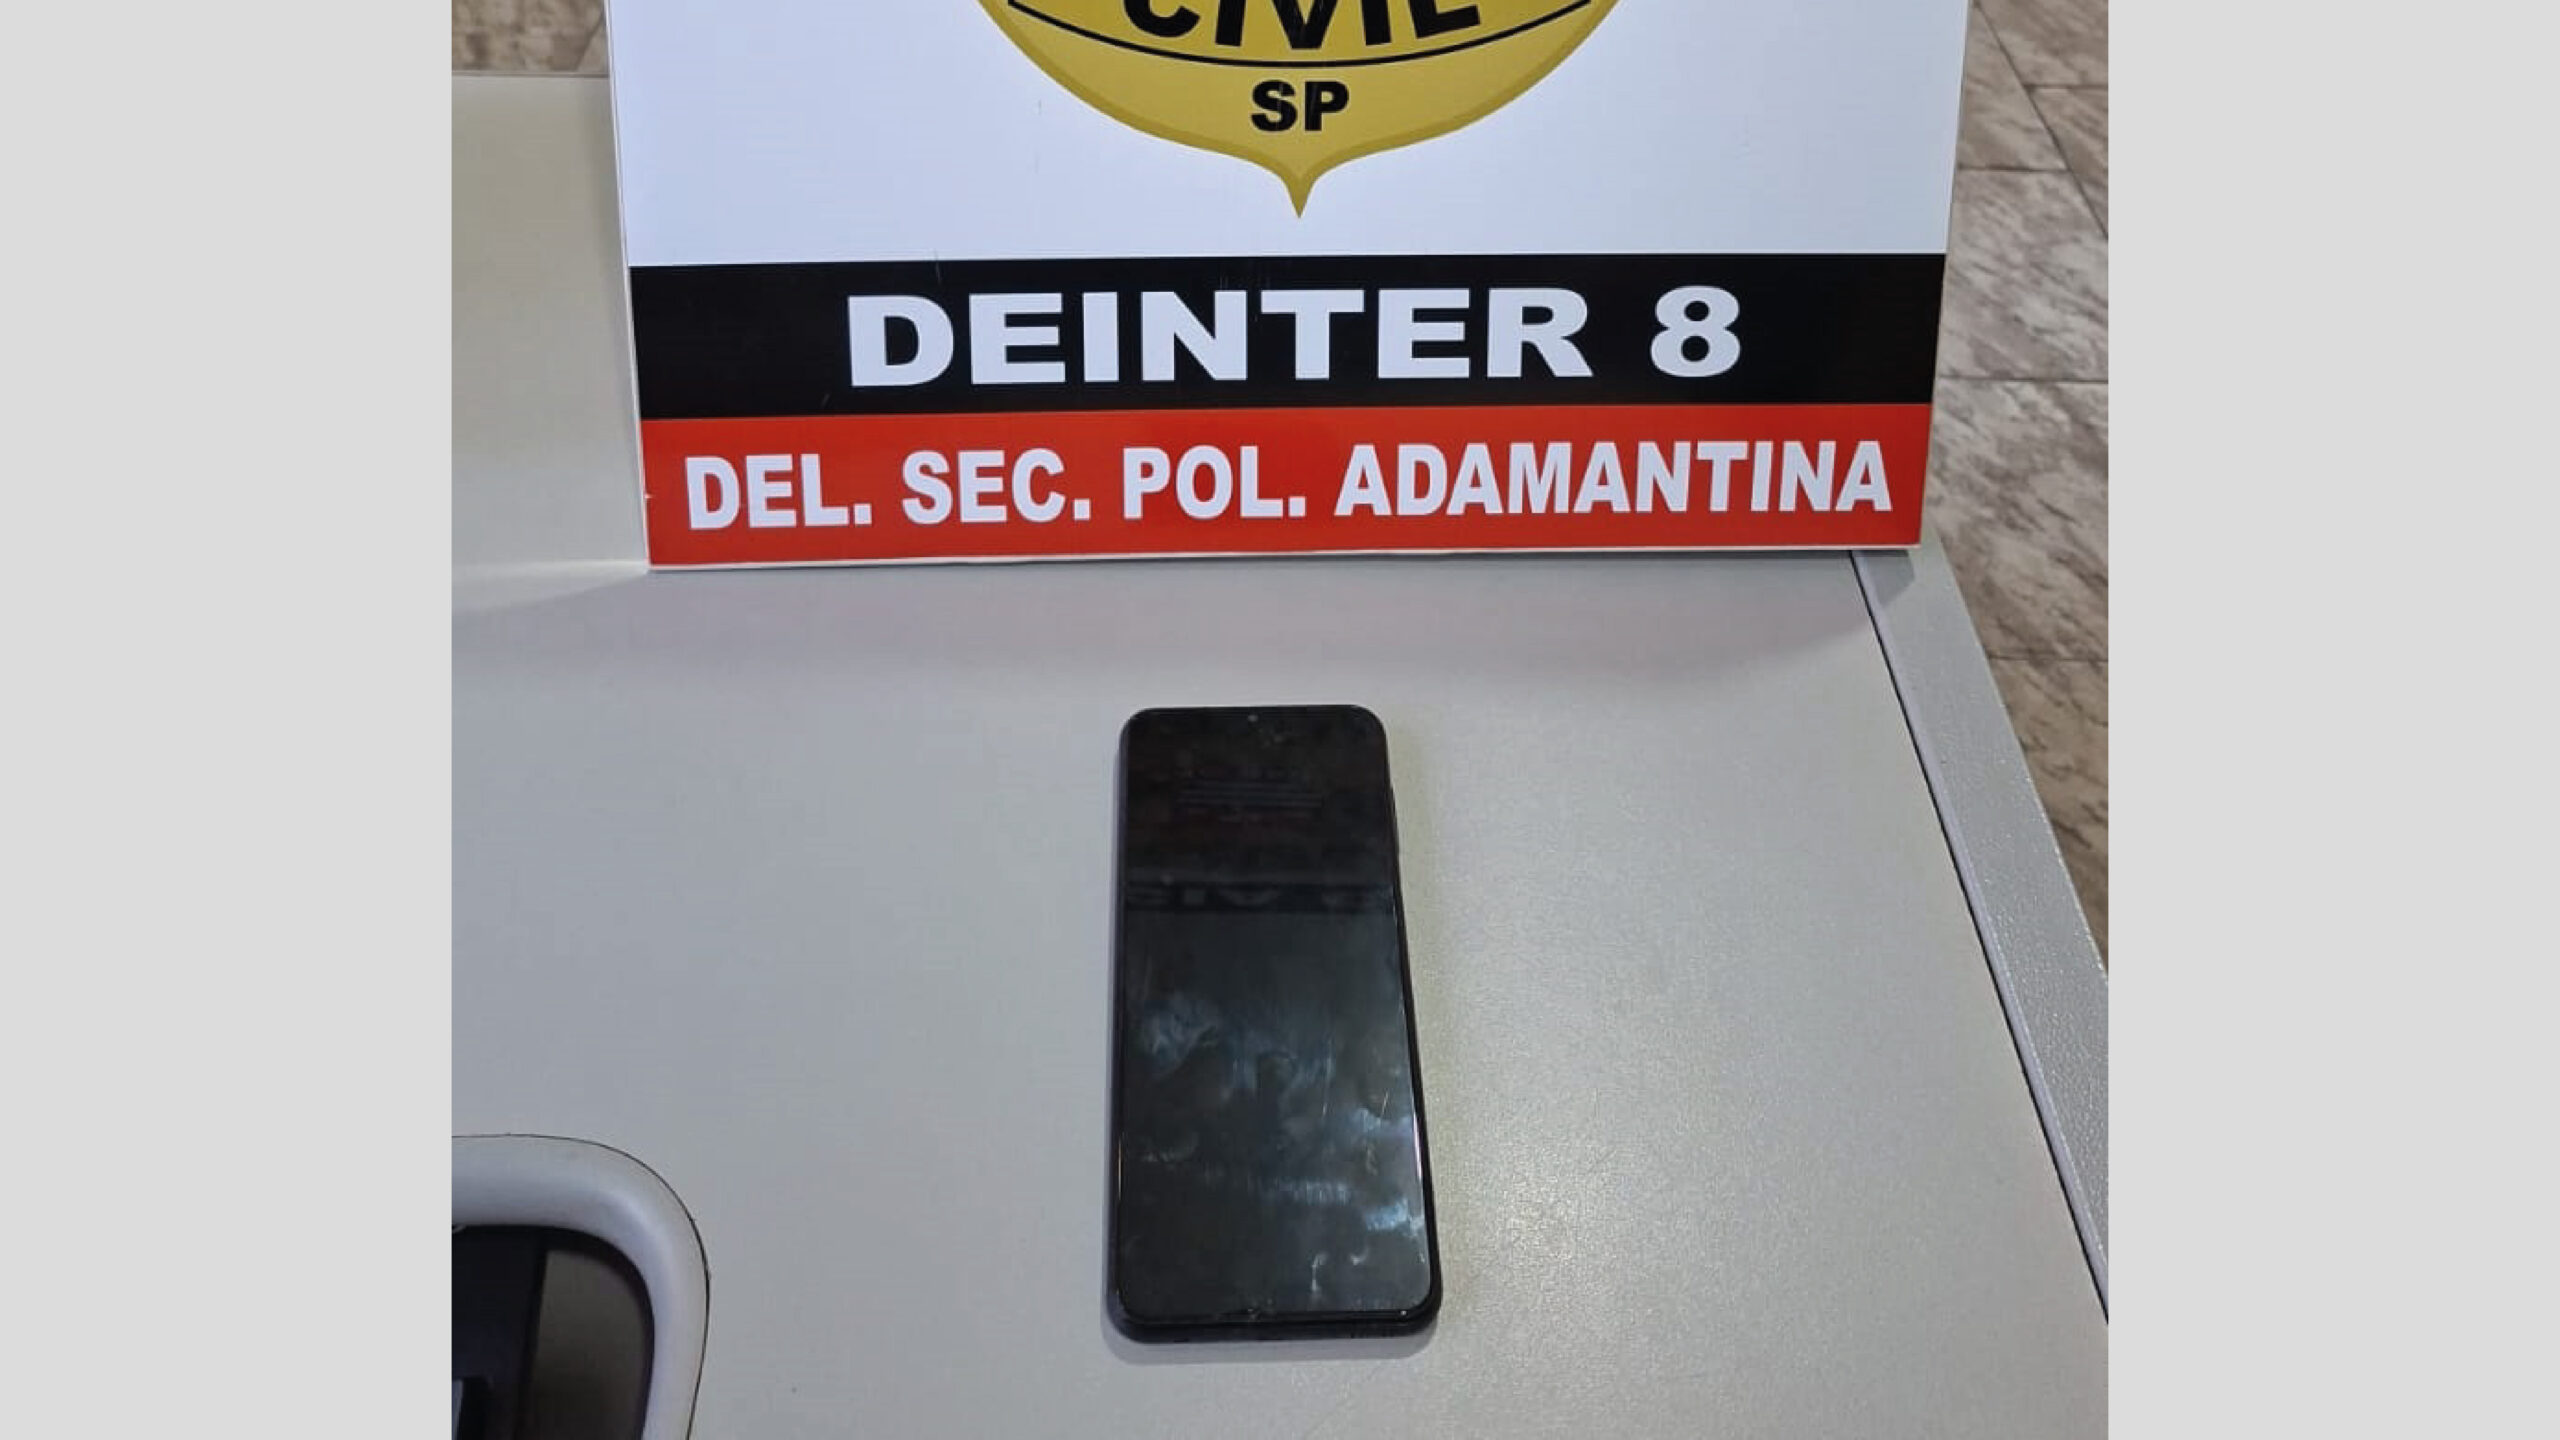 CIVIL
SP
DEINTER 8
DEL. SEC. POL. ADAMANTINA